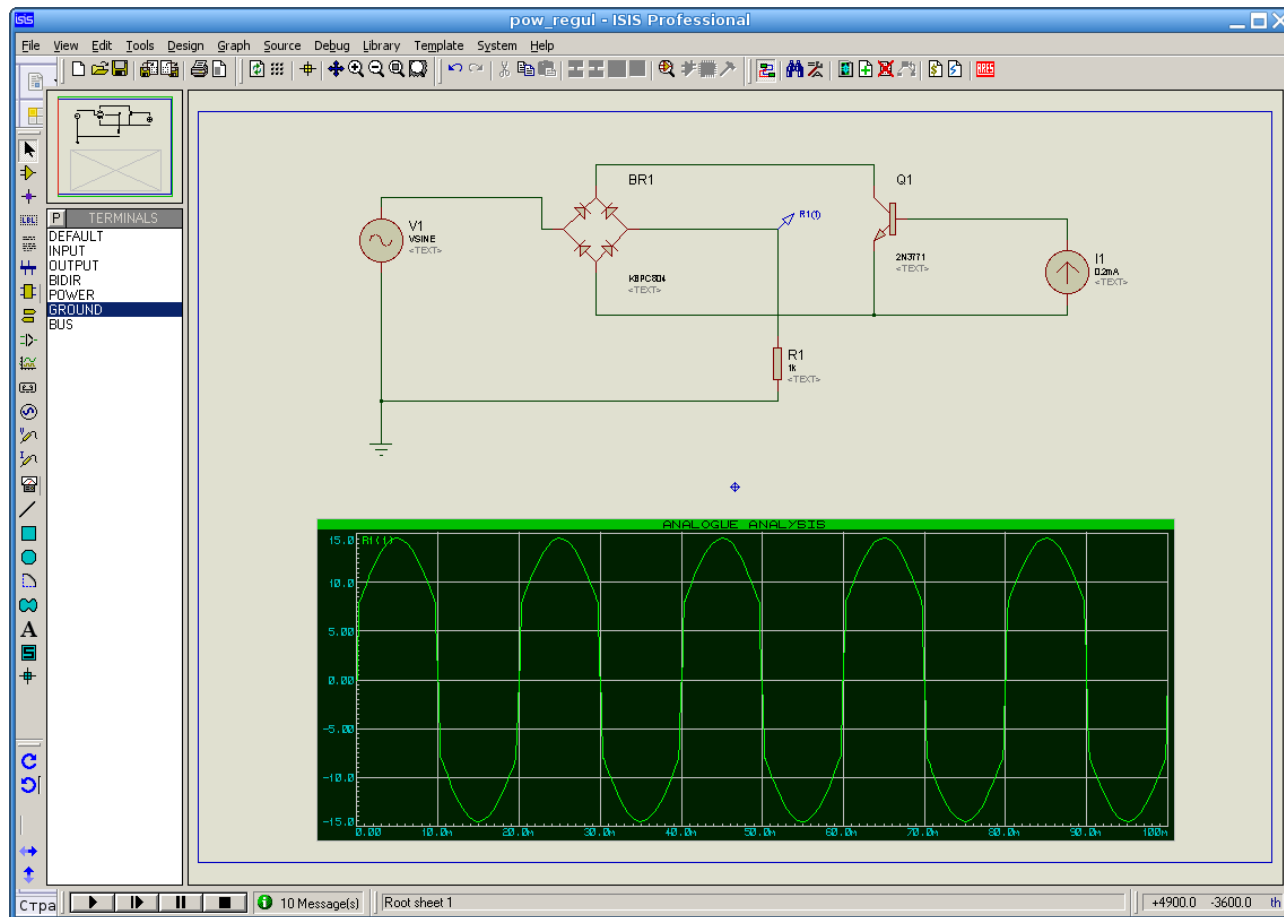 isis
pow_regul - ISIS Professional
File View Edit Tools Design Graph Source Debug Library Template System Help
ARES
P TERMINALS
DEFAULT
INPUT
OUTPUT
BIDIR
POWER
GROUND
BUS
LBL
A
S
BR1
Q1
R1(1)
V1
VSINE
<TEXT>
KBPC804
<TEXT>
2N3771
<TEXT>
I1
0.2mA
<TEXT>
R1
1k
<TEXT>
ANALOGUE ANALYSIS
R1(1)
15.0
10.0
5.00
0.00
-5.00
-10.0
-15.0
0.00 10.0m 20.0m 30.0m 40.0m 50.0m 60.0m 70.0m 80.0m 90.0m 100m
Стра
10 Message(s) Root sheet 1 +4900.0 -3600.0 th